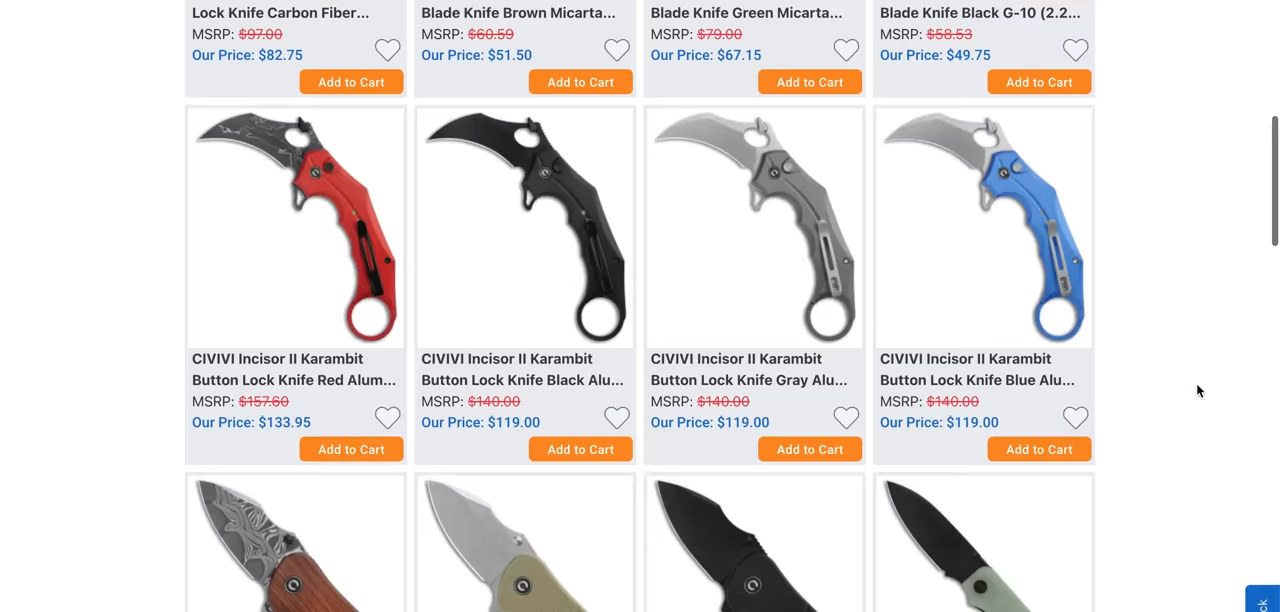 Lock Knife Carbon Fiber...
MSRP: $97.00
Our Price: $82.75
Add to Cart
Blade Knife Brown Micarta...
MSRP: $60.59
Our Price: $51.50
Add to Cart
Blade Knife Green Micarta...
MSRP: $79.00
Our Price: $67.15
Add to Cart
Blade Knife Black G-10 (2.2...
MSRP: $58.53
Our Price: $49.75
Add to Cart
CIVIVI Incisor II Karambit
Button Lock Knife Red Alum...
MSRP: $157.60
Our Price: $133.95
Add to Cart
CIVIVI Incisor II Karambit
Button Lock Knife Black Alu...
MSRP: $140.00
Our Price: $119.00
Add to Cart
CIVIVI Incisor II Karambit
Button Lock Knife Gray Alu...
MSRP: $140.00
Our Price: $119.00
Add to Cart
CIVIVI Incisor II Karambit
Button Lock Knife Blue Alu...
MSRP: $140.00
Our Price: $119.00
Add to Cart